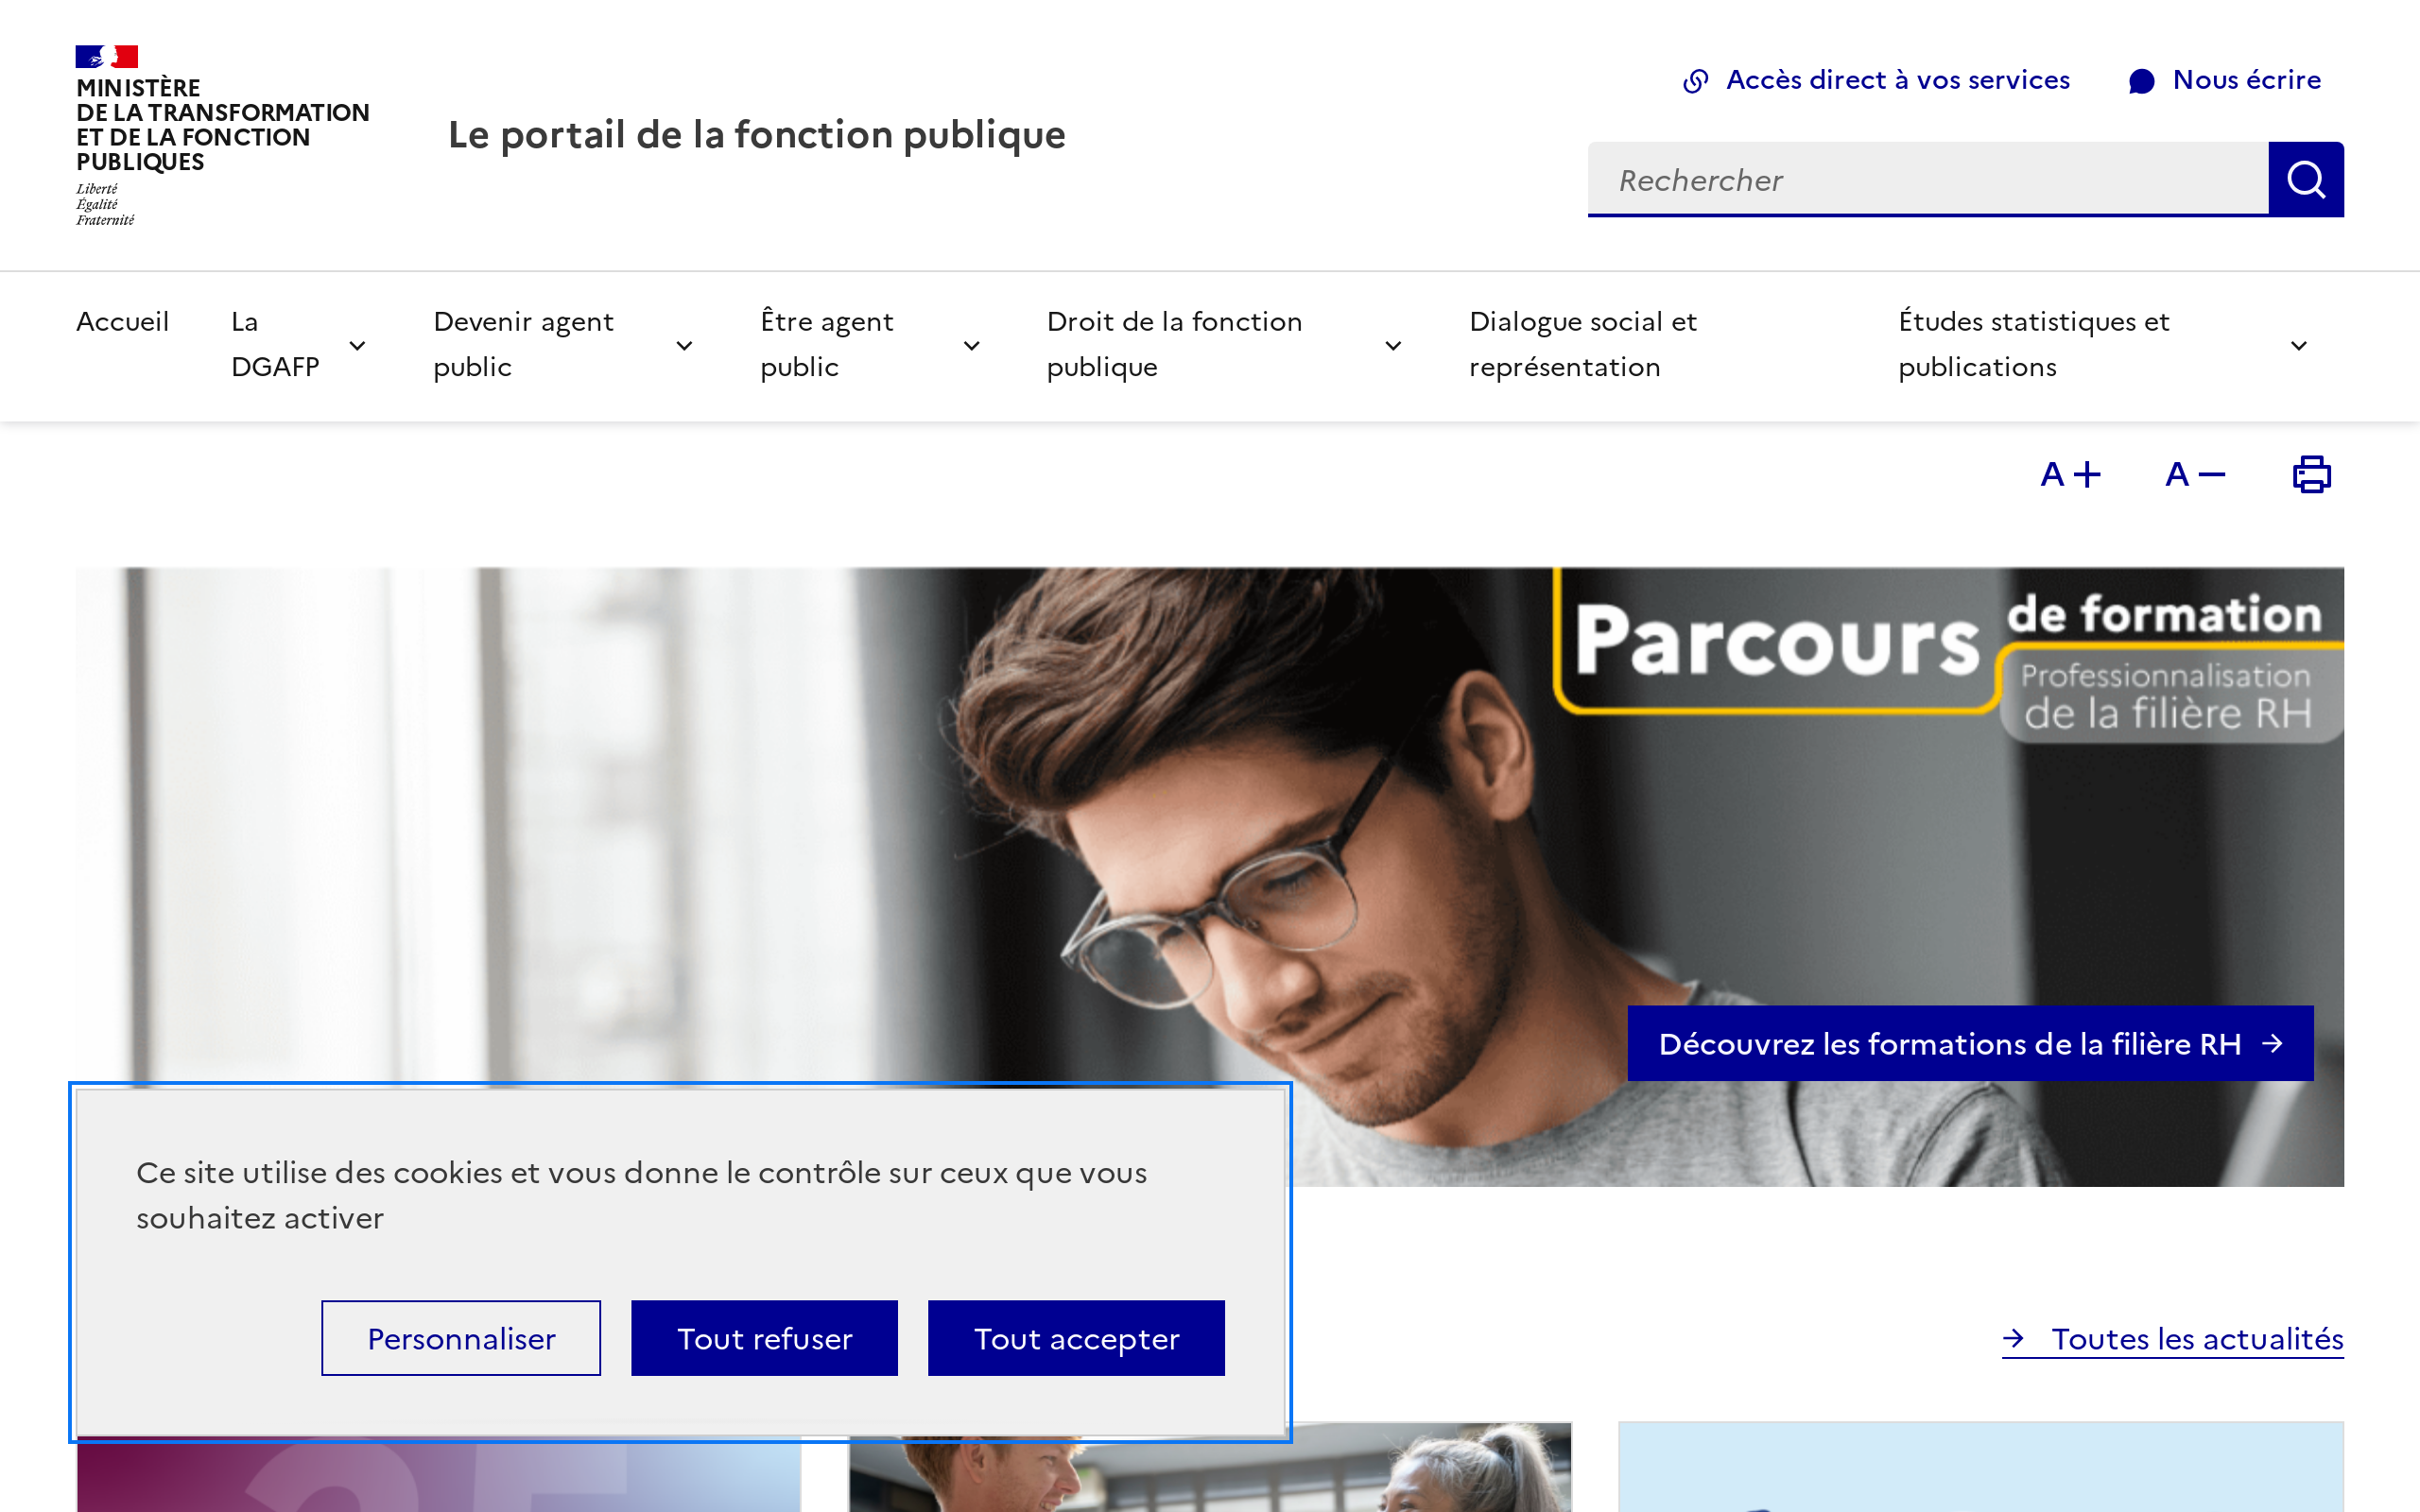 MINISTÈRE
DE LA TRANSFORMATION
ET DE LA FONCTION
PUBLIQUES
Liberté
Égalité
Fraternité
Le portail de la fonction publique
Accès direct à vos services
Nous écrire
Rechercher
Accueil
La
DGAFP
Devenir agent
public
Être agent
public
Droit de la fonction
publique
Dialogue social et
représentation
Études statistiques et
publications
A+
A−
Parcours
de formation
Professionnalisation
de la filière RH
Découvrez les formations de la filière RH
Ce site utilise des cookies et vous donne le contrôle sur ceux que vous
souhaitez activer
Personnaliser
Tout refuser
Tout accepter
Toutes les actualités